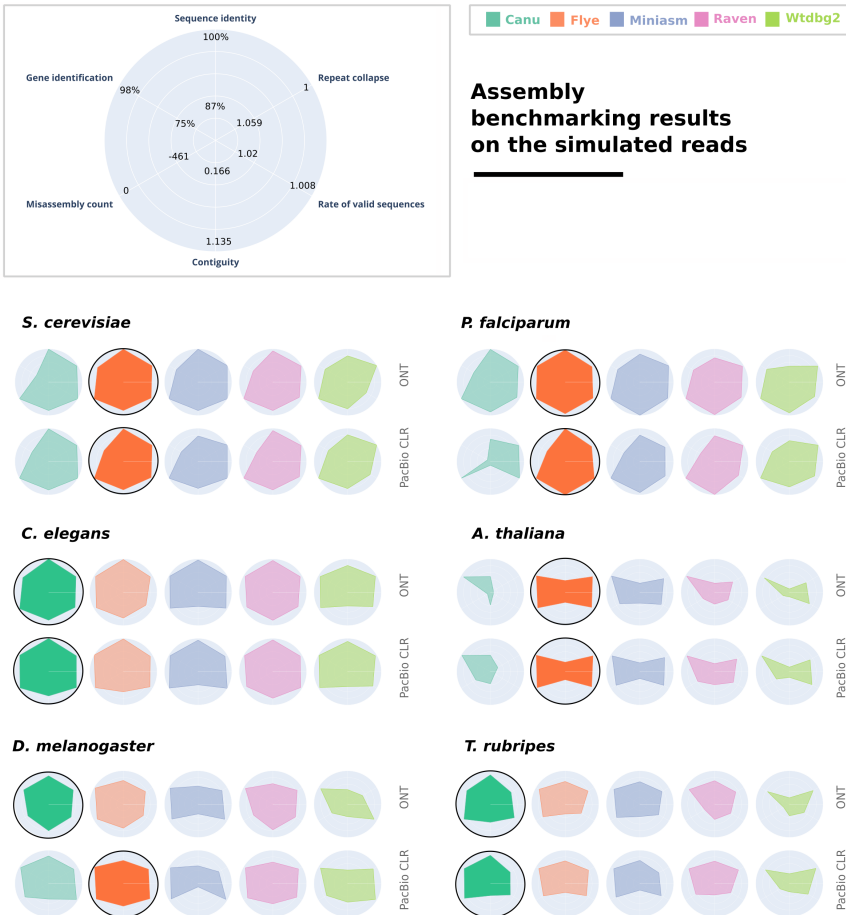 Sequence identity
100%
Gene identification
Repeat collapse
98%
1
87%
75%
1.059
-461
1.02
0.166
0
1.008
Misassembly count
Rate of valid sequences
1.135
Contiguity
Canu Flye Miniasm Raven Wtdbg2
Assembly
benchmarking results
on the simulated reads
S. cerevisiae
ONT
PacBio CLR
P. falciparum
ONT
PacBio CLR
C. elegans
ONT
PacBio CLR
A. thaliana
ONT
PacBio CLR
D. melanogaster
ONT
PacBio CLR
T. rubripes
ONT
PacBio CLR